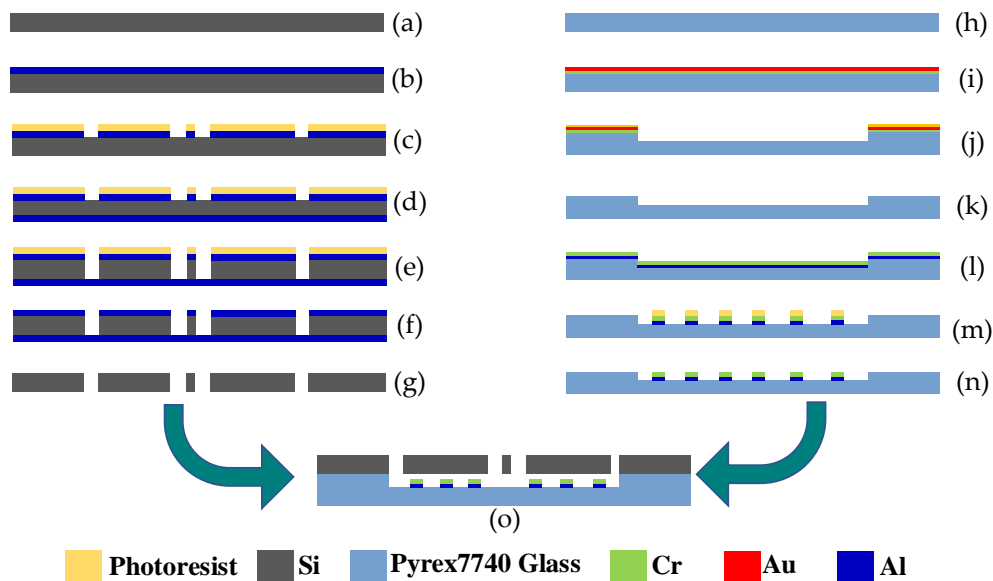 (a)
(b)
(c)
(d)
(e)
(f)
(g)
(h)
(i)
(j)
(k)
(l)
(m)
(n)
(o)
Photoresist Si Pyrex7740 Glass Cr Au Al